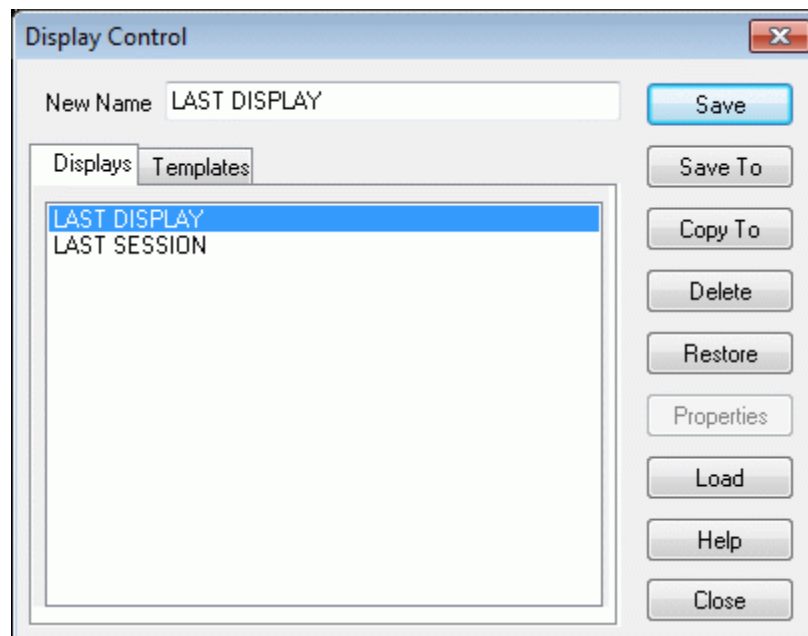 Display Control
New Name LAST DISPLAY
Save
Displays Templates
Save To
LAST DISPLAY
LAST SESSION
Copy To
Delete
Restore
Properties
Load
Help
Close